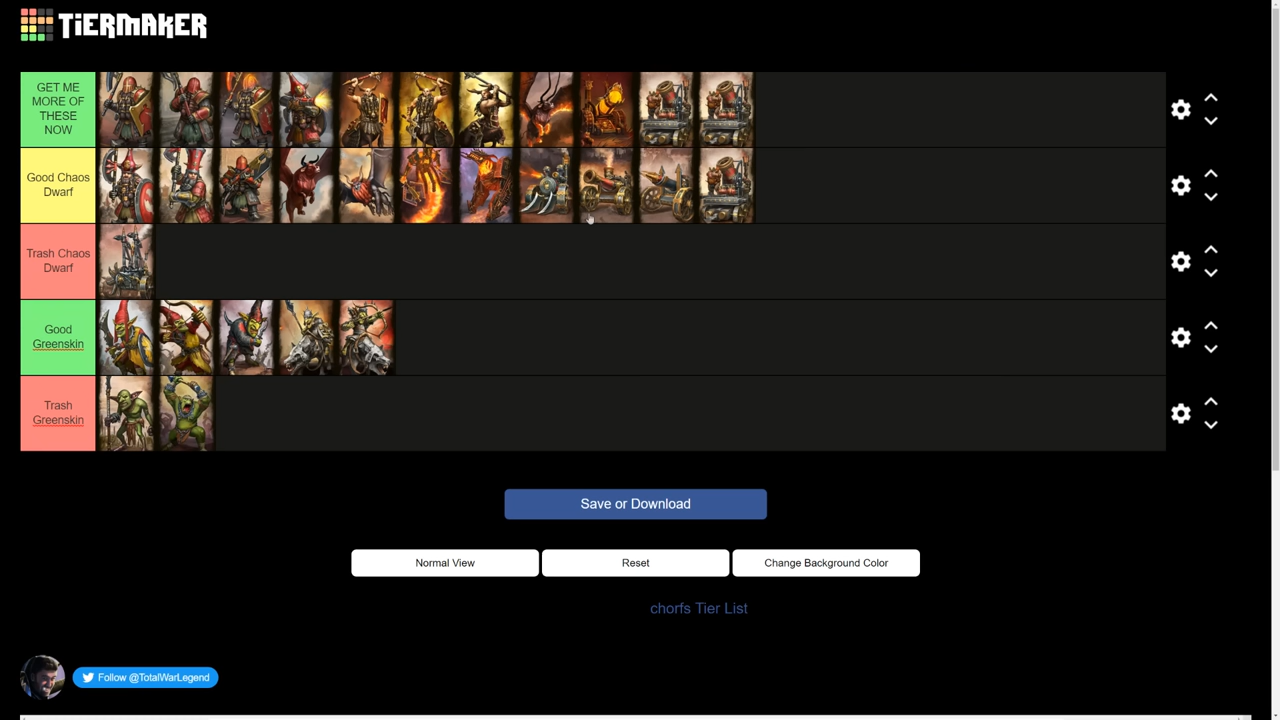 TiERMAKER
GET ME
MORE OF
THESE
NOW
Good Chaos
Dwarf
Trash Chaos
Dwarf
Good
Greenskin
Trash
Greenskin
Save or Download
Normal View
Reset
Change Background Color
chorfs Tier List
Follow @TotalWarLegend